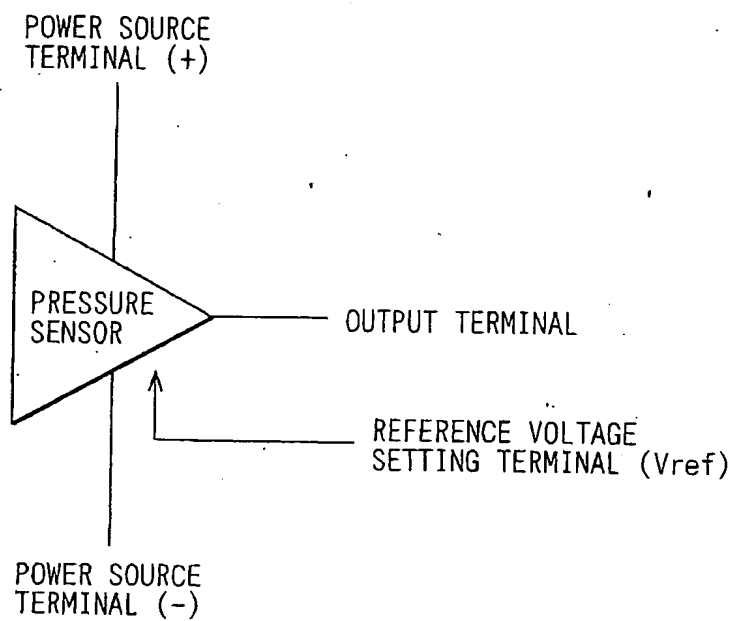 POWER SOURCE
TERMINAL (+)
PRESSURE
SENSOR
OUTPUT TERMINAL
REFERENCE VOLTAGE
SETTING TERMINAL (Vref)
POWER SOURCE
TERMINAL (-)